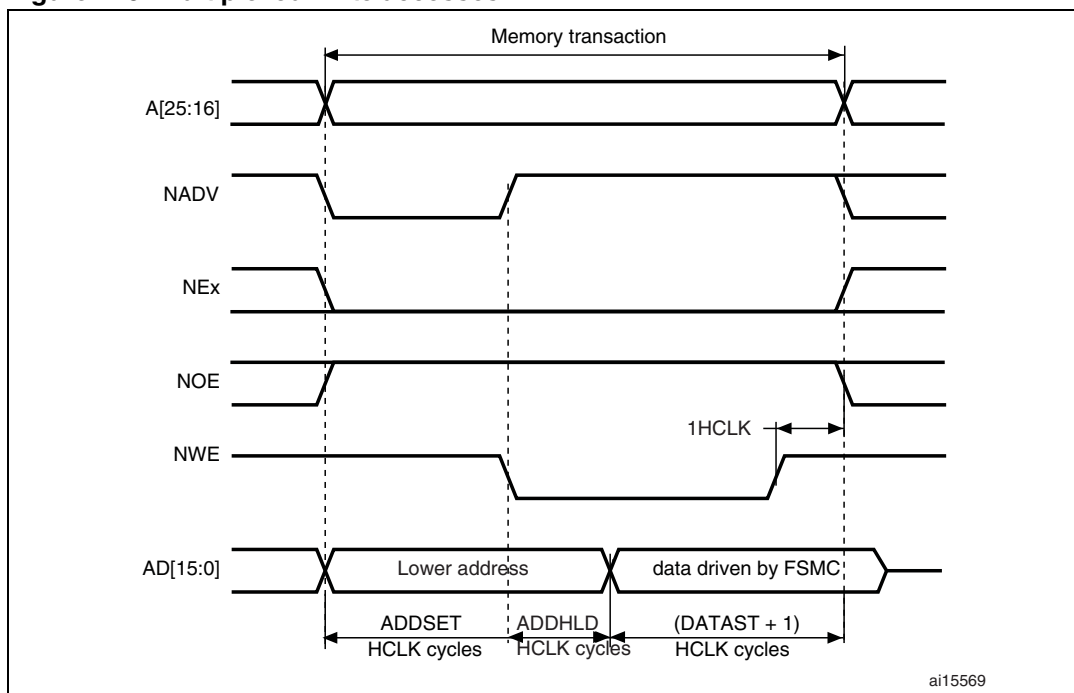 Memory transaction
A[25:16]
NADV
NEx
NOE
1HCLK
NWE
AD[15:0]
Lower address
data driven by FSMC
ADDSET
HCLK cycles
ADDHLD
HCLK cycles
(DATAST + 1)
HCLK cycles
ai15569